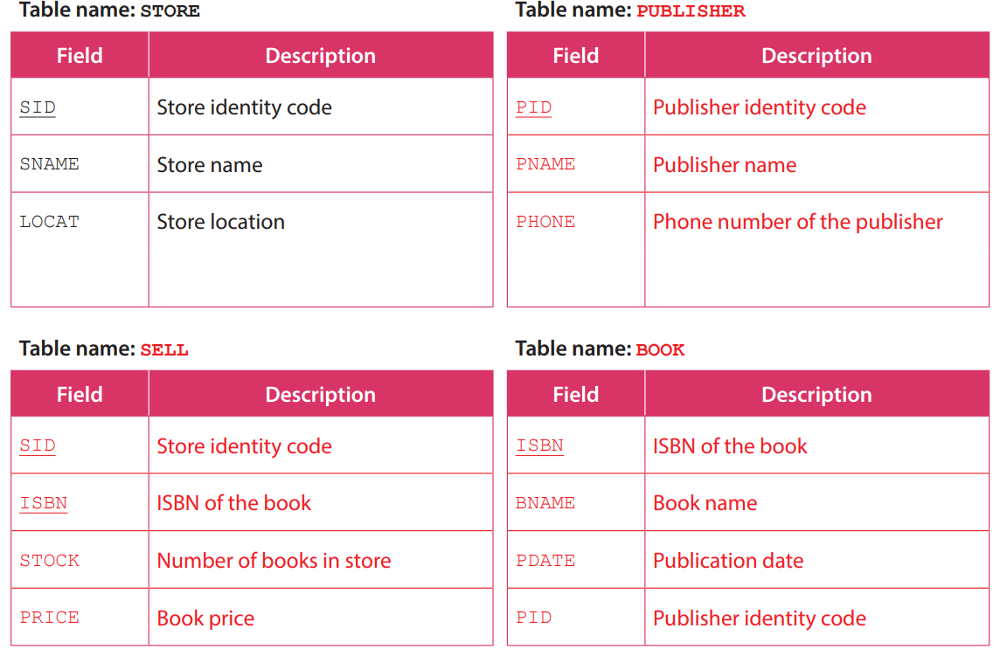 Table name: STORE
Field Description
SID Store identity code
SNAME Store name
LOCAT Store location
Table name: PUBLISHER
Field Description
PID Publisher identity code
PNAME Publisher name
PHONE Phone number of the publisher
Table name: SELL
Field Description
SID Store identity code
ISBN ISBN of the book
STOCK Number of books in store
PRICE Book price
Table name: BOOK
Field Description
ISBN ISBN of the book
BNAME Book name
PDATE Publication date
PID Publisher identity code